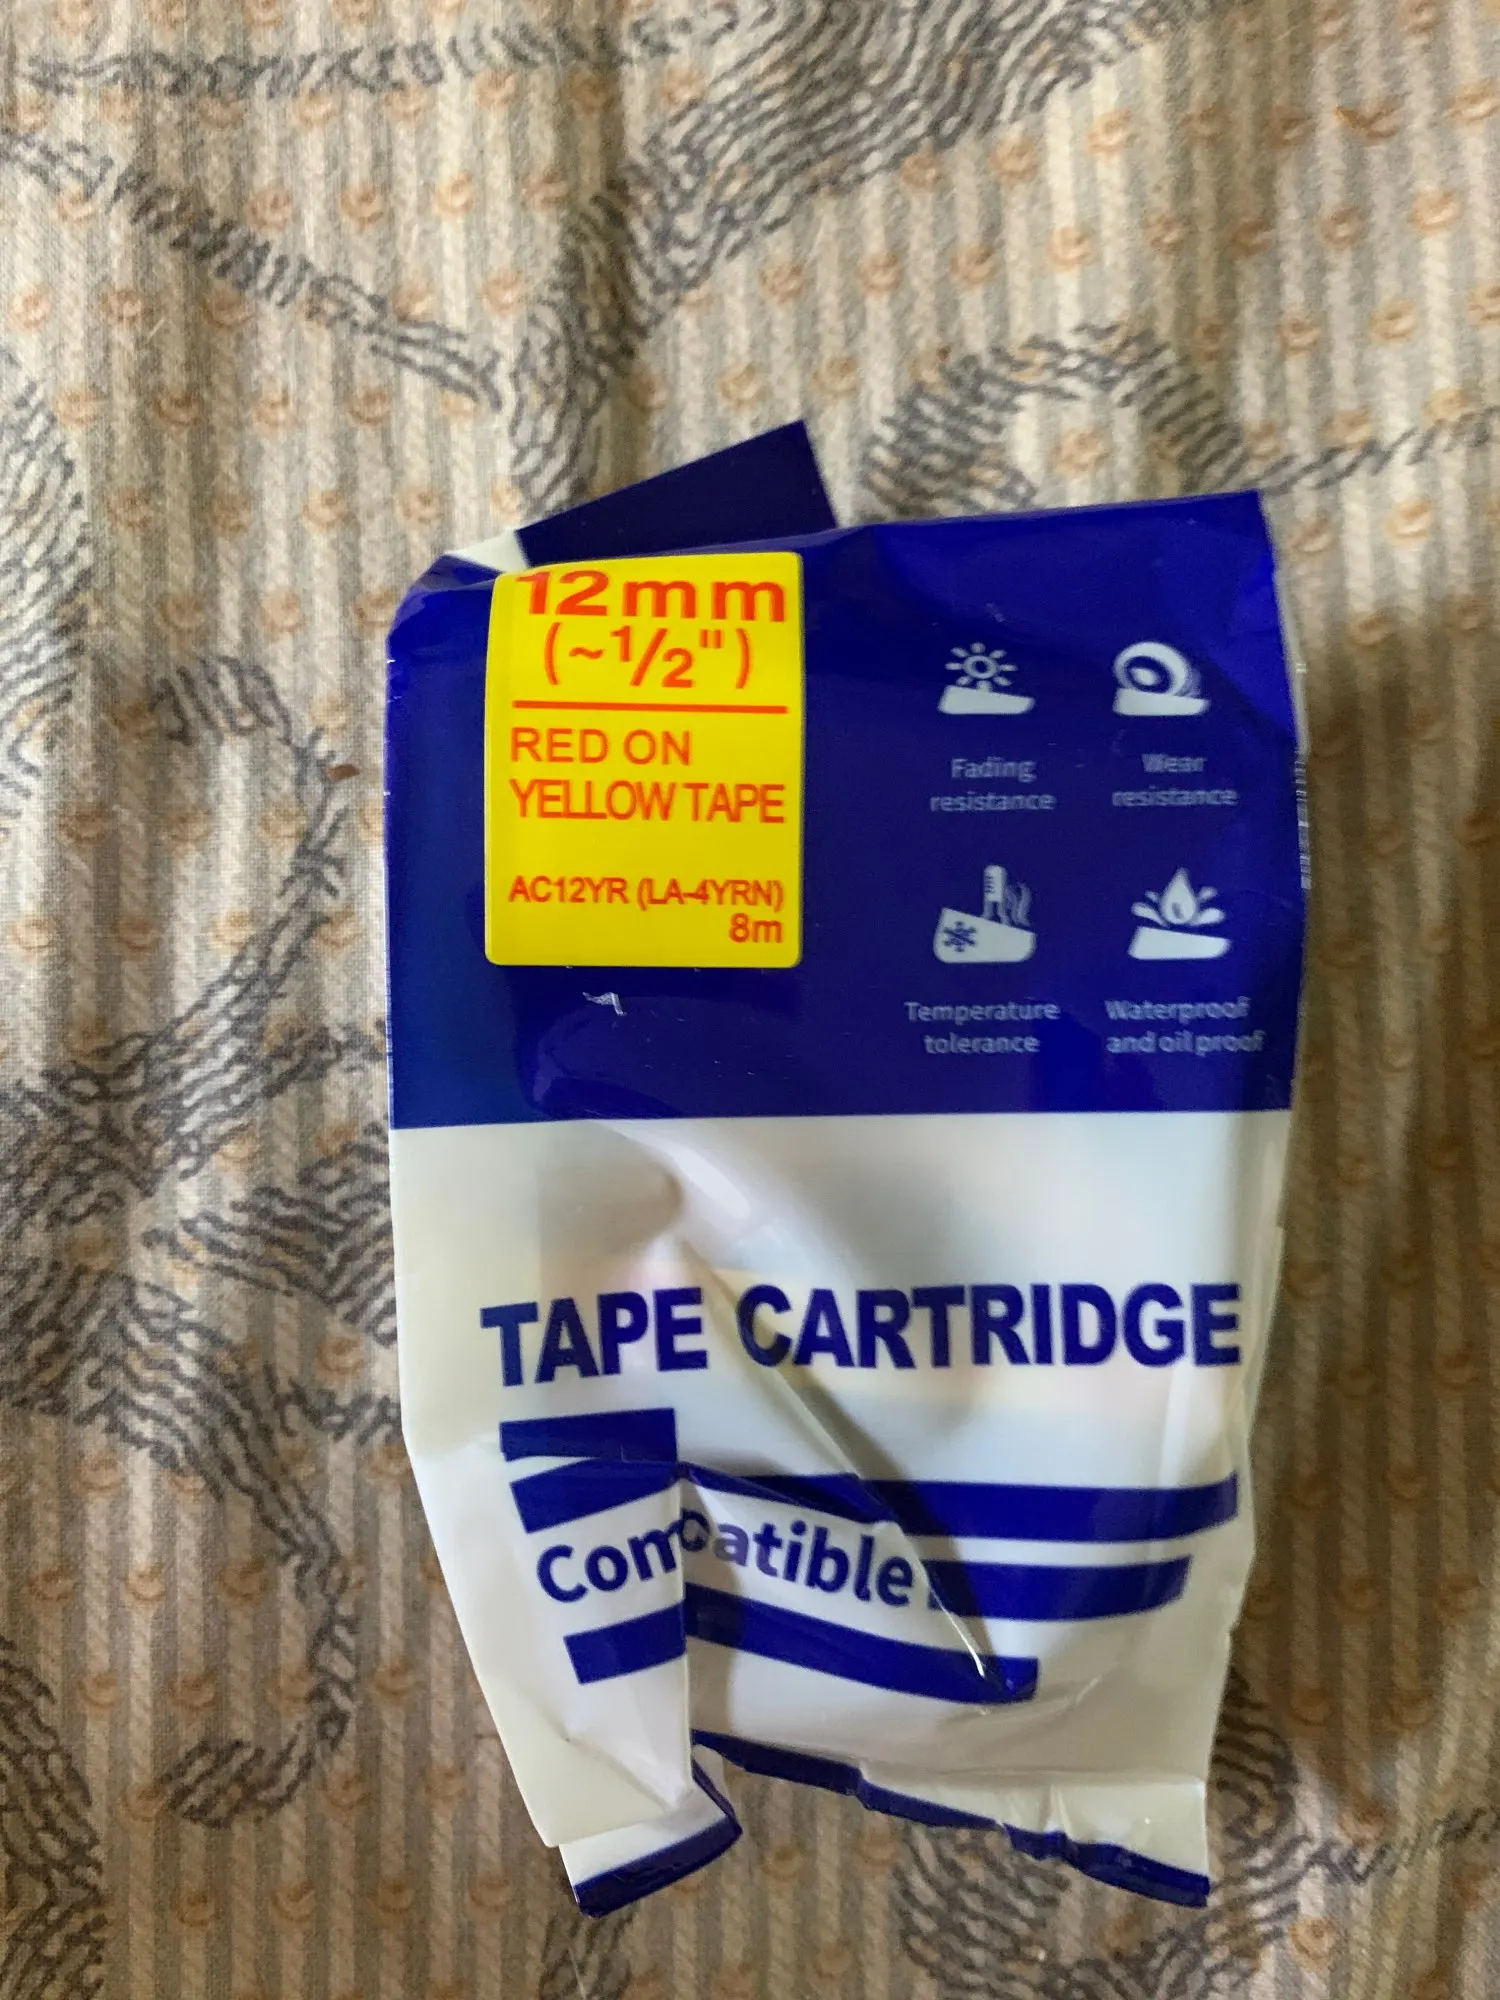 12mm
(~1/2")
RED ON
YELLOW TAPE
AC12YR (LA-4YRN)
8m
Fading
resistance
Wear
resistance
Temperature
tolerance
Waterproof
and oil proof
TAPE CARTRIDGE
Compatible